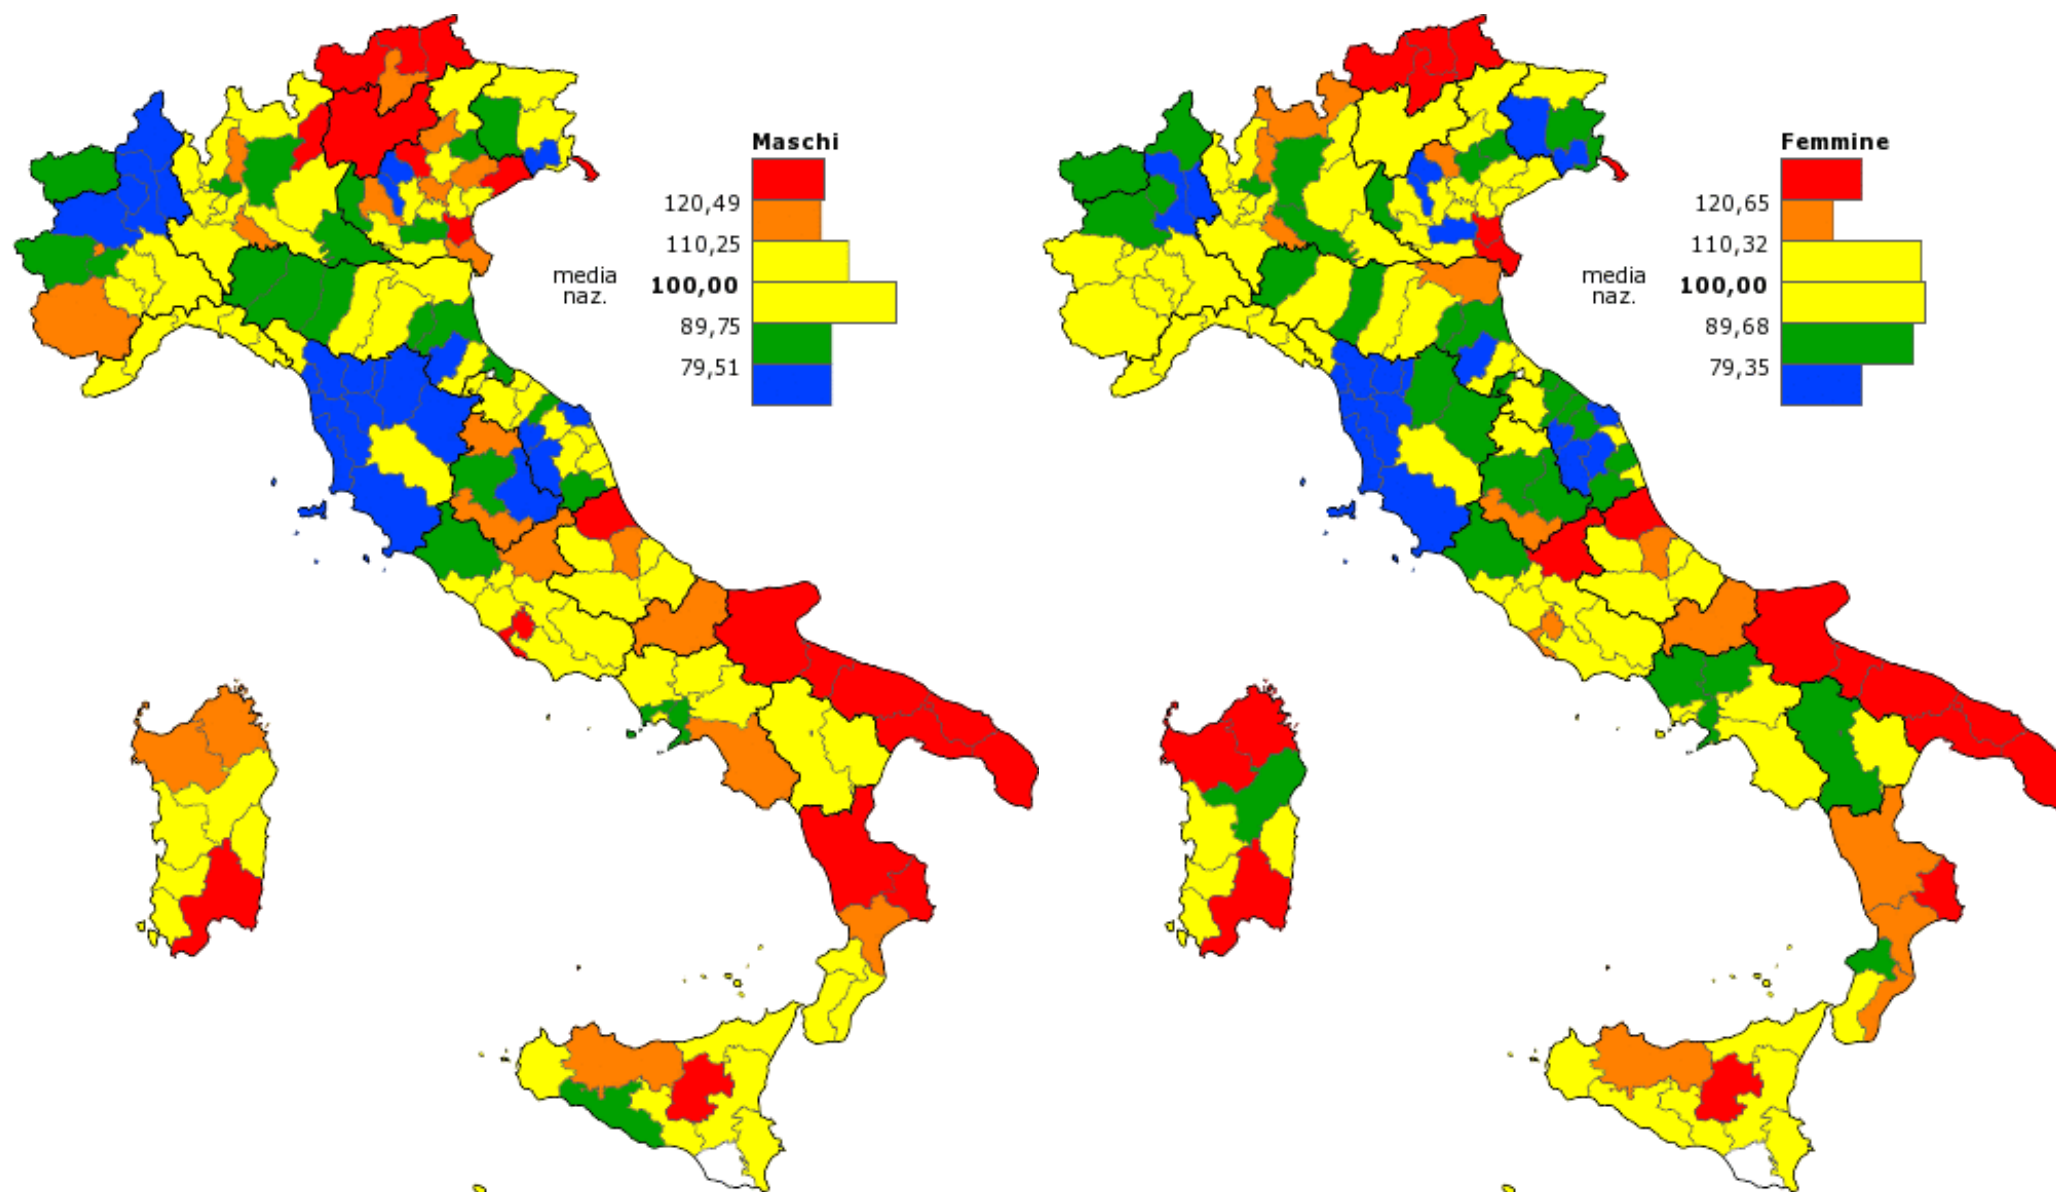 Maschi
120,49
110,25
media
naz.
100,00
89,75
79,51
Femmine
120,65
110,32
media
naz.
100,00
89,68
79,35